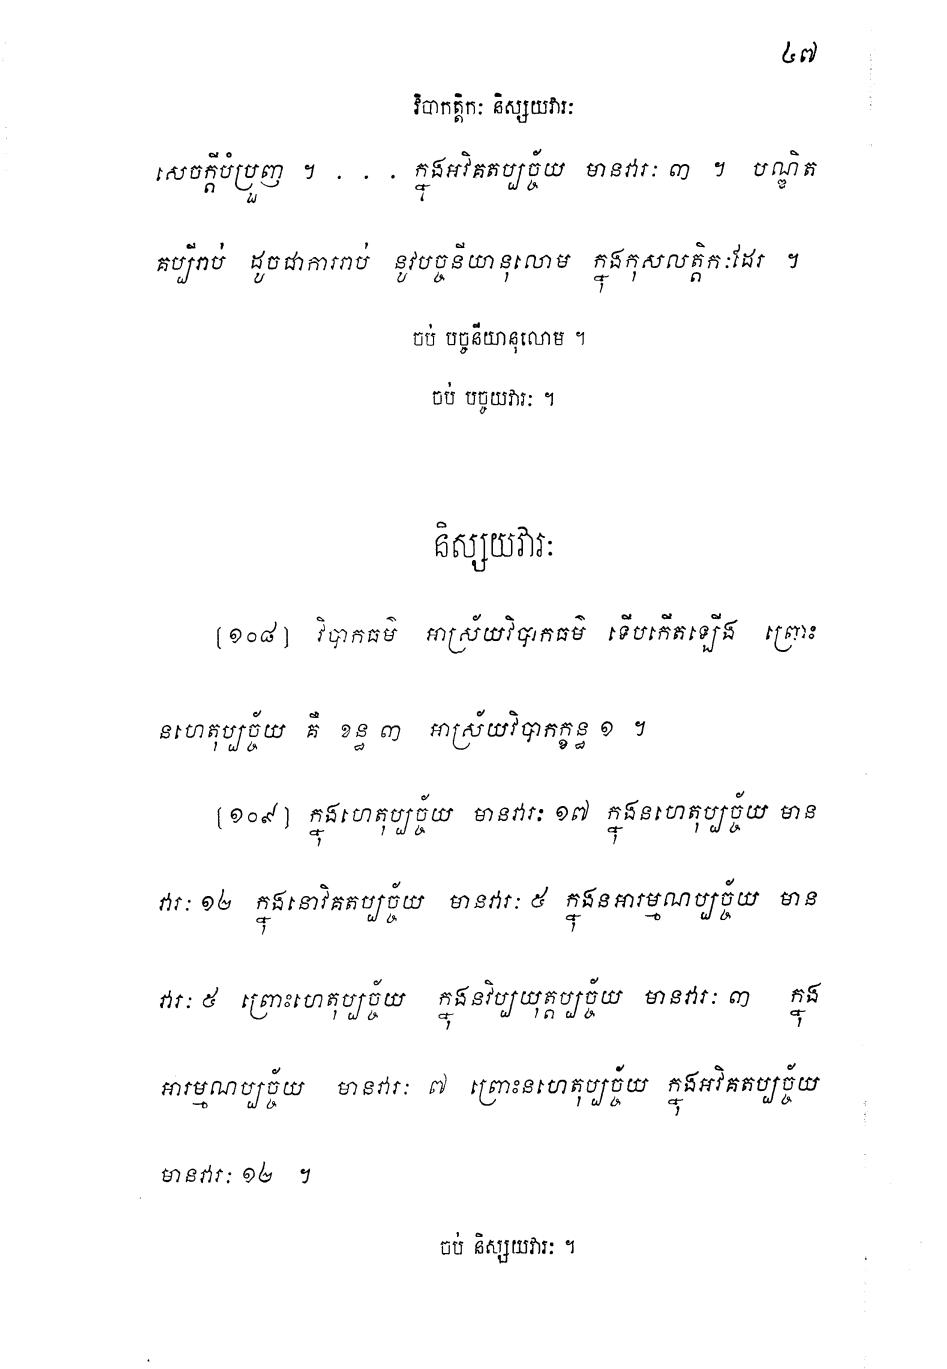 ៤៧
វិបាកត្តិកៈ និស្សយវារៈ
សេចក្តីបំប្រួញ ។ . . . ក្នុងអវិគតប្បច្ច័យ មានវារៈ ៣ ។ បណ្ឌិត
គប្បីរាប់ ដូចជាការរាប់ នូវបច្ចនីយានុលោម ក្នុងកុសលត្តិកៈដែរ ។
ចប់ បច្ចនីយានុលោម ។
ចប់ បច្ចយវារៈ ។
និស្សយវារៈ
[១០៨] វិបាកធម៌ អាស្រ័យវិបាកធម៌ ទើបកើតឡើង ព្រោះ
នហេតុប្បច្ច័យ គឺ ខន្ធ ៣ អាស្រ័យវិបាកក្ខន្ធ ១ ។
[១០៩] ក្នុងហេតុប្បច្ច័យ មានវារៈ ១៧ ក្នុងនហេតុប្បច្ច័យ មាន
វារៈ ១២ ក្នុងនោវិគតប្បច្ច័យ មានវារៈ ៥ ក្នុងនអារម្មណប្បច្ច័យ មាន
វារៈ ៥ ព្រោះហេតុប្បច្ច័យ ក្នុងនវិប្បយុត្តប្បច្ច័យ មានវារៈ ៣ ក្នុង
អារម្មណប្បច្ច័យ មានវារៈ ៧ ព្រោះនហេតុប្បច្ច័យ ក្នុងអវិគតប្បច្ច័យ
មានវារៈ ១២ ។
ចប់ និស្សយវារៈ ។